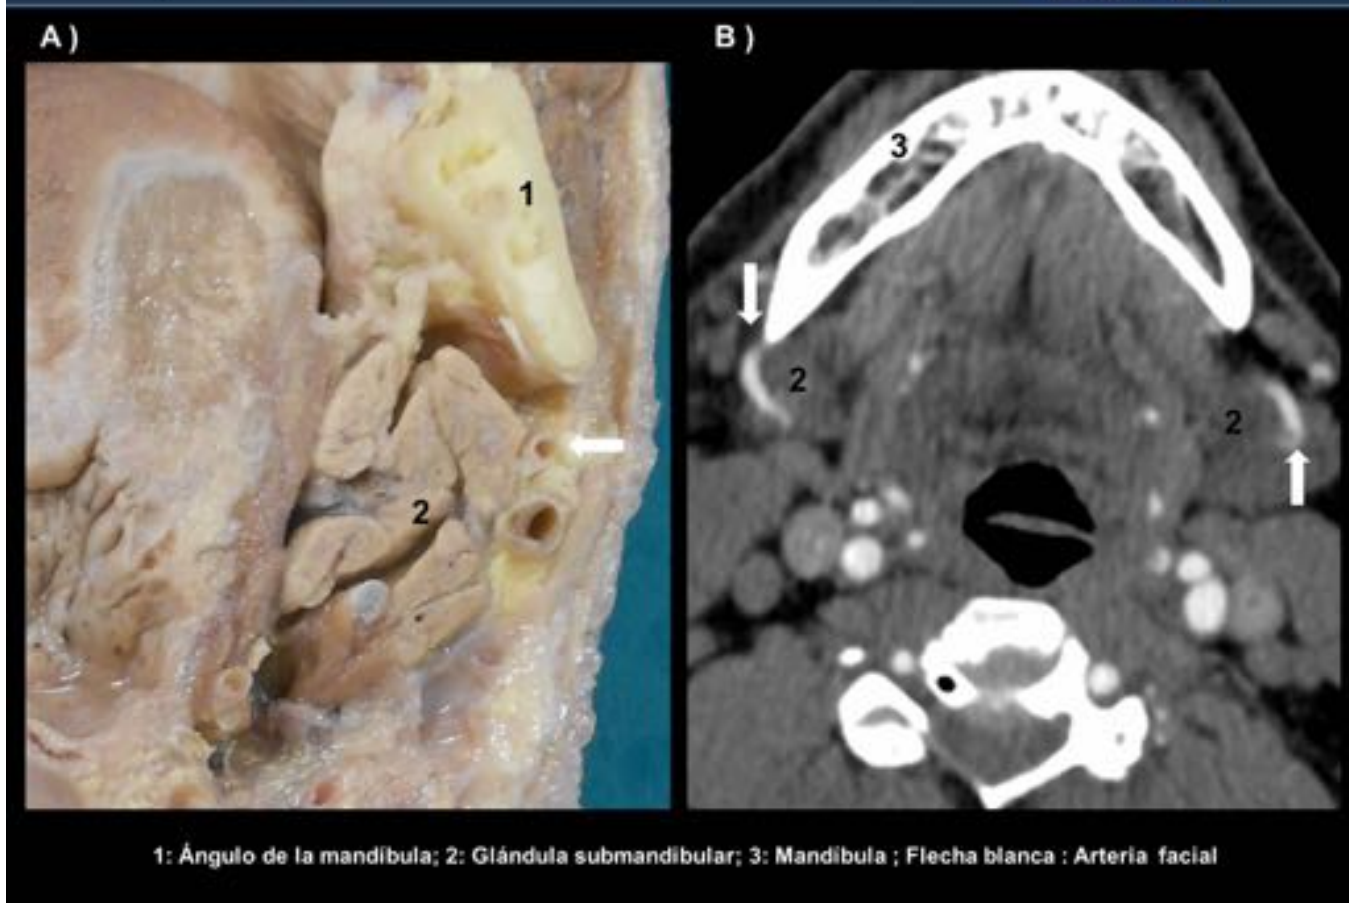 A )
B )
1
2
3
2
2
1: Ángulo de la mandíbula; 2: Glándula submandibular; 3: Mandíbula ; Flecha blanca : Arteria facial